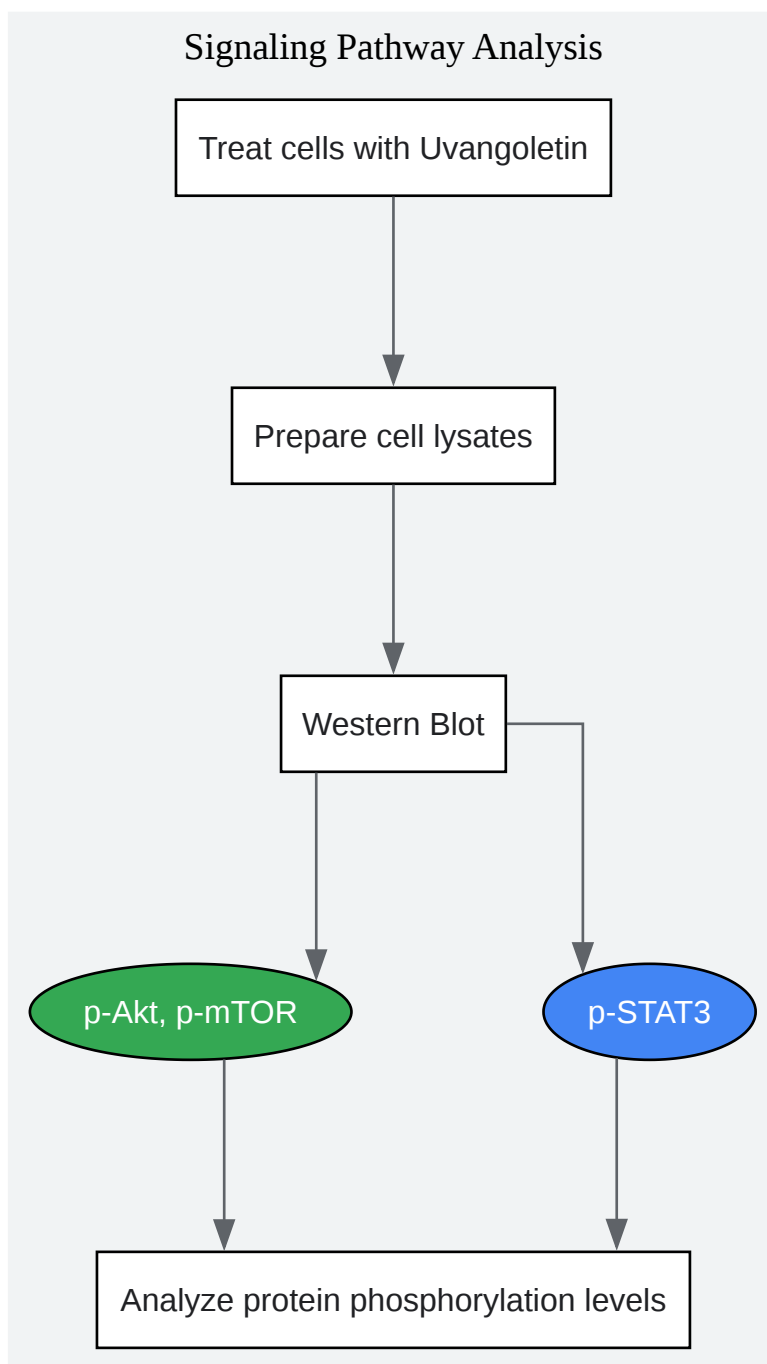 Signaling Pathway Analysis
Treat cells with Uvangoletin
Prepare cell lysates
Western Blot
p-Akt, p-mTOR
p-STAT3
Analyze protein phosphorylation levels